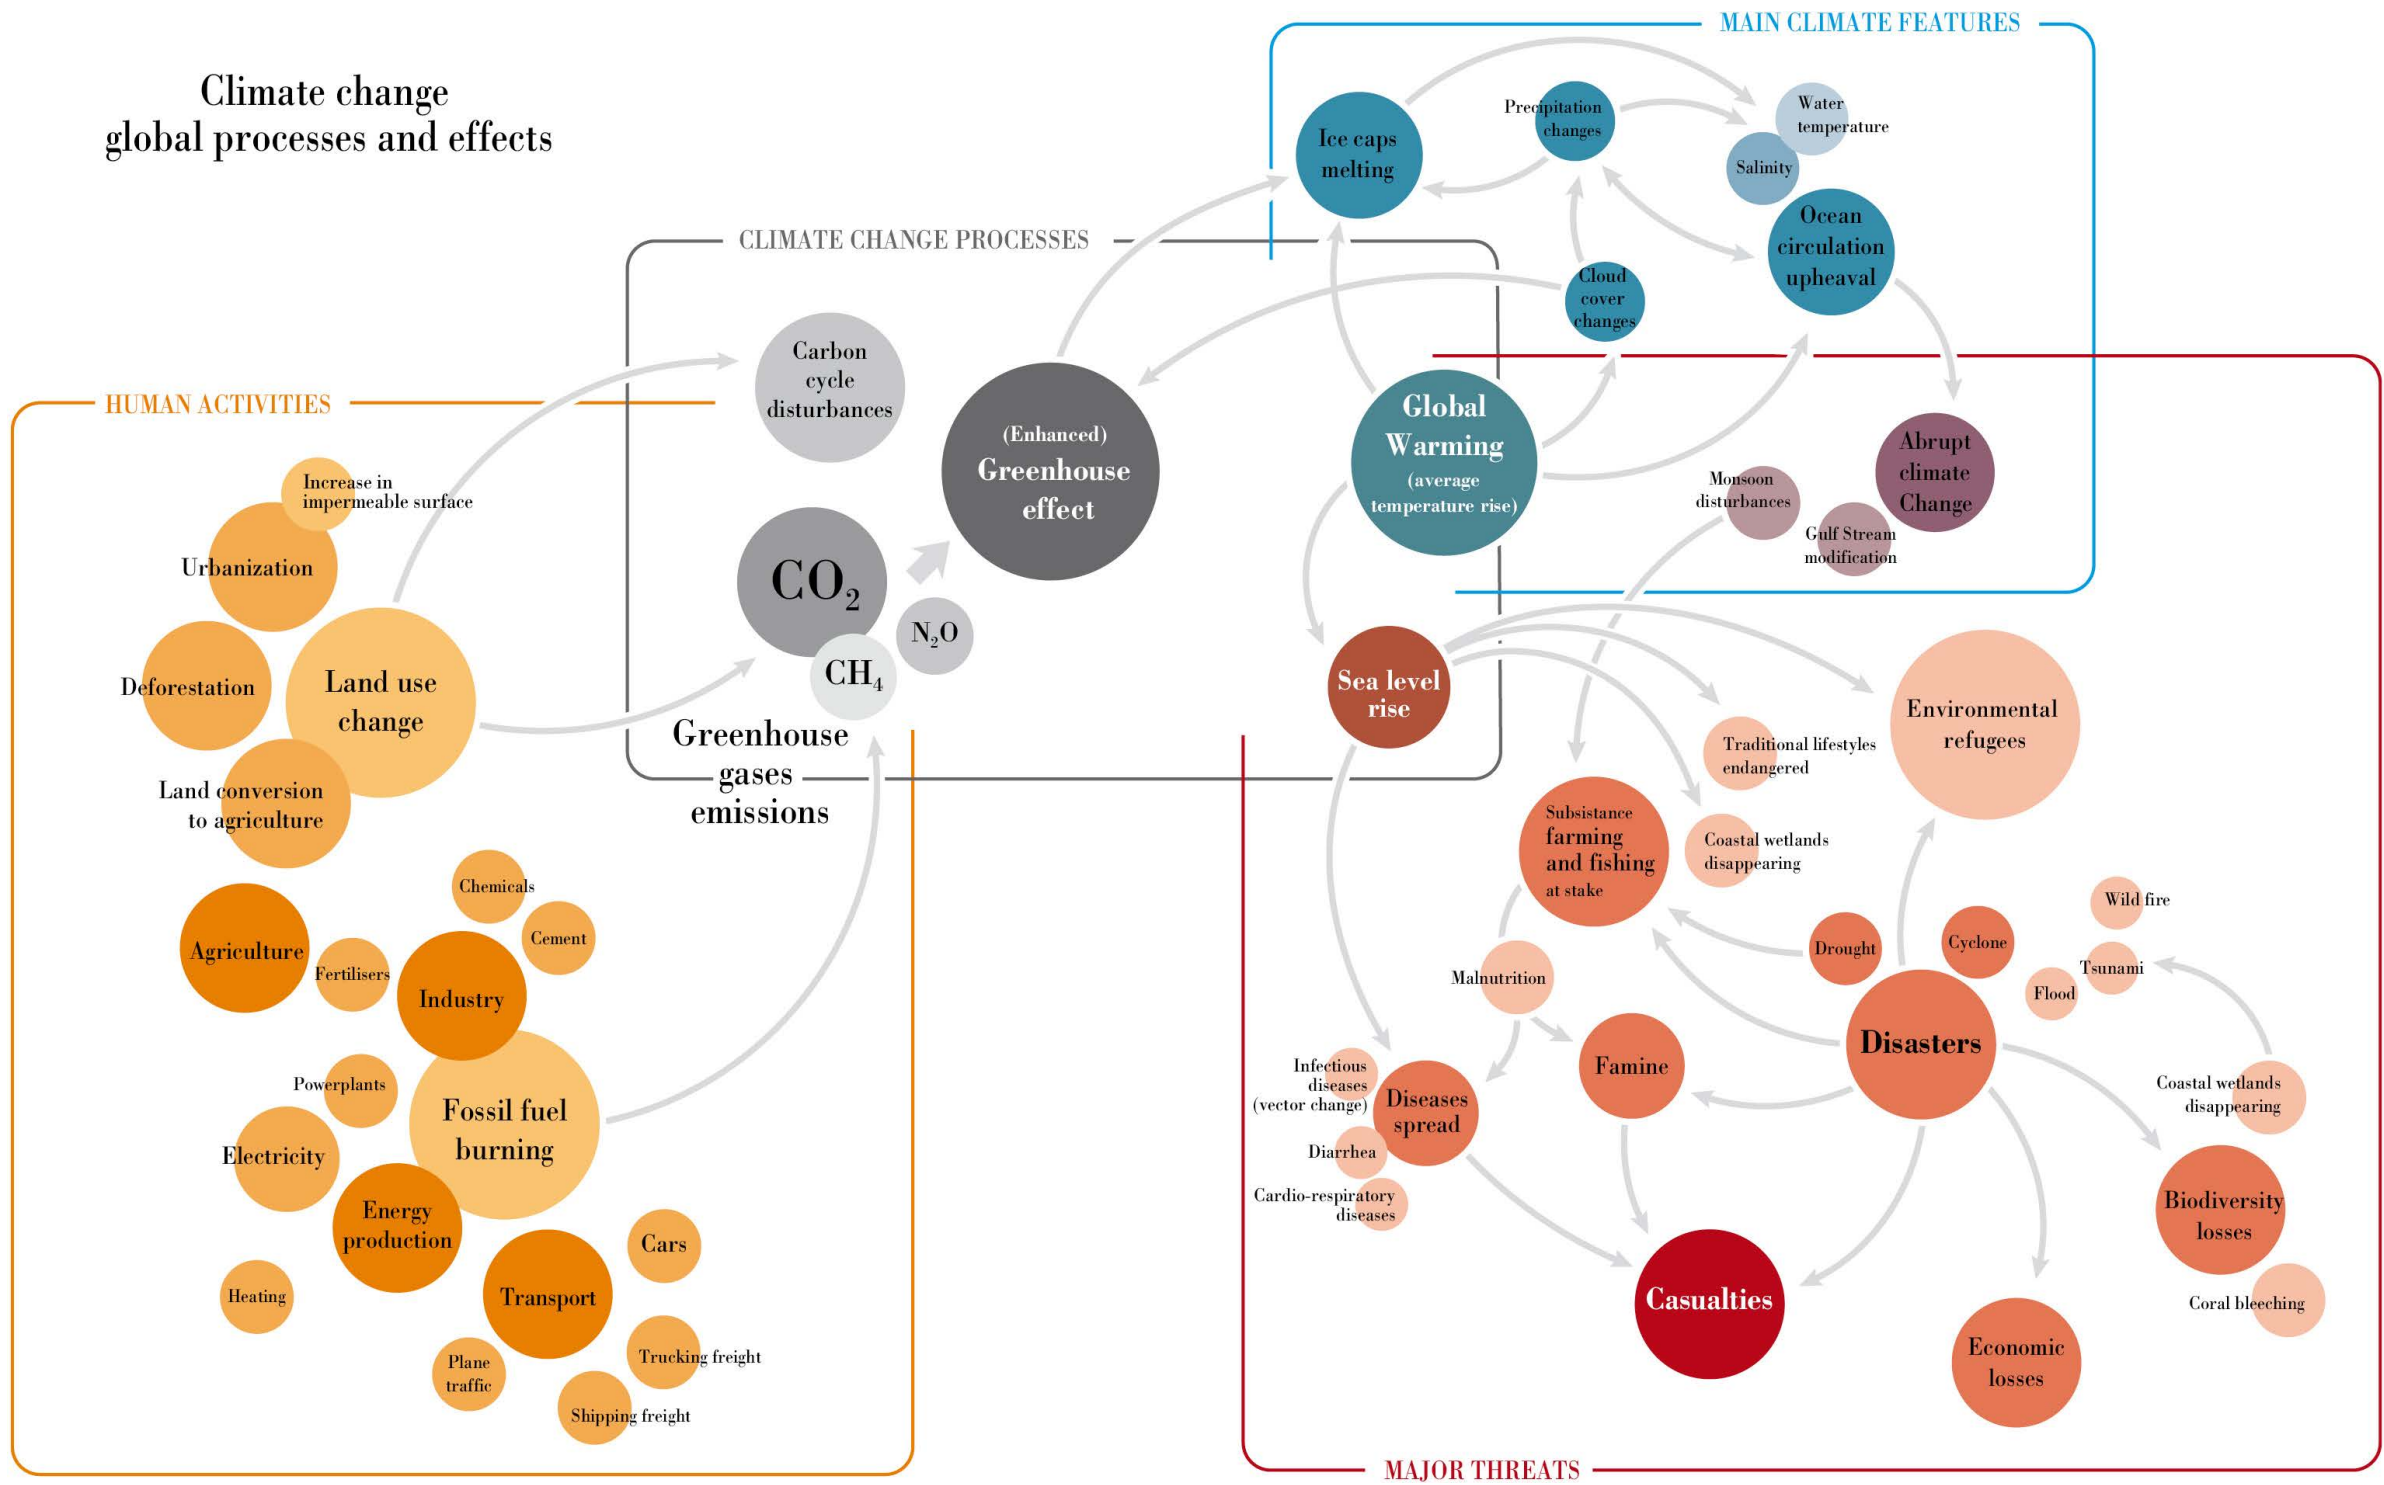 Climate change
global processes and effects
MAIN CLIMATE FEATURES
Ice caps
melting
Precipitation
changes
Water
temperature
Salinity
Ocean
circulation
upheaval
Cloud
cover
changes
CLIMATE CHANGE PROCESSES
Carbon
cycle
disturbances
(Enhanced)
Greenhouse
effect
CO₂
CH₄
N₂O
Greenhouse
gases
emissions
Global
Warming
(average
temperature rise)
Abrupt
climate
Change
Monsoon
disturbances
Gulf Stream
modification
HUMAN ACTIVITIES
Increase in
impermeable surface
Urbanization
Deforestation
Land use
change
Land conversion
to agriculture
Agriculture
Fertilisers
Chemicals
Cement
Industry
Powerplants
Fossil fuel
burning
Electricity
Energy
production
Heating
Transport
Cars
Trucking freight
Plane
traffic
Shipping freight
Sea level
rise
Environmental
refugees
Traditional lifestyles
endangered
Subsistance
farming
and fishing
at stake
Coastal wetlands
disappearing
Malnutrition
Drought
Cyclone
Wild fire
Tsunami
Flood
Disasters
Infectious
diseases
(vector change)
Diseases
spread
Diarrhea
Cardio-respiratory
diseases
Famine
Coastal wetlands
disappearing
Biodiversity
losses
Coral bleeching
Casualties
Economic
losses
MAJOR THREATS